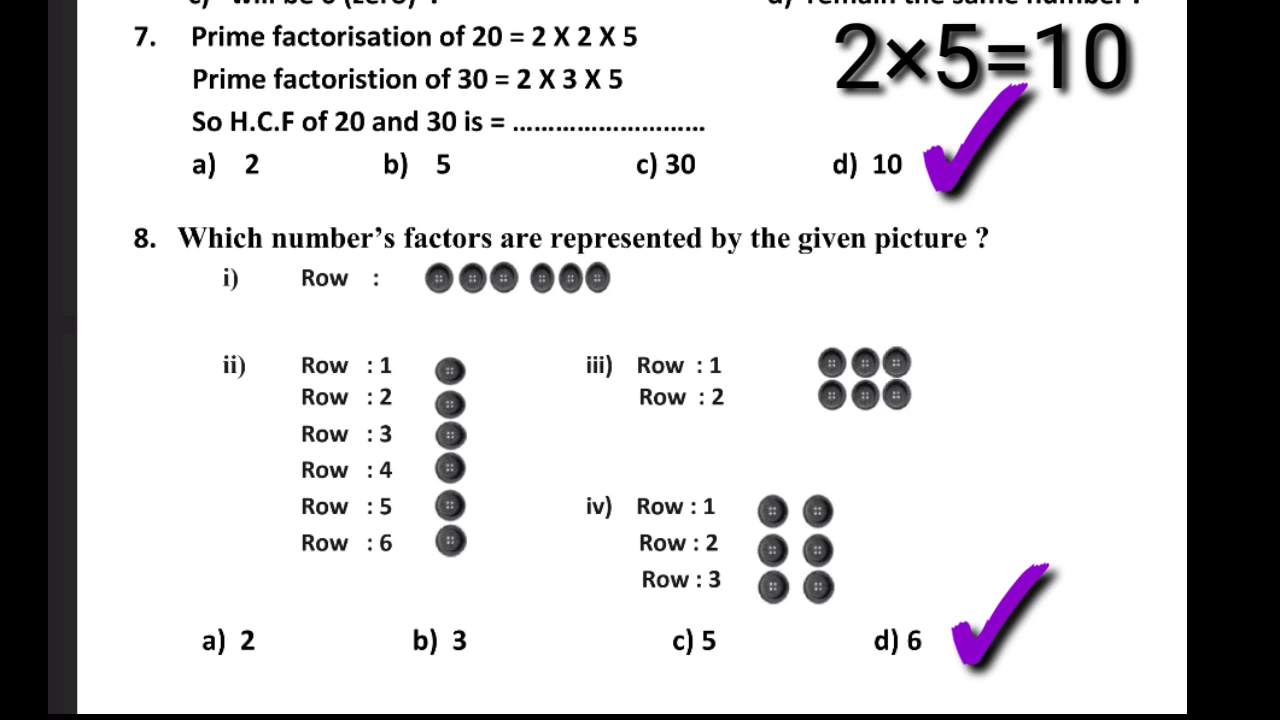 7. Prime factorisation of 20 = 2 X 2 X 5
2×5=10
Prime factoristion of 30 = 2 X 3 X 5
So H.C.F of 20 and 30 is = ...........................
a) 2 b) 5 c) 30 d) 10
8. Which number’s factors are represented by the given picture ?
i) Row :
ii) Row : 1
Row : 2
Row : 3
Row : 4
Row : 5
Row : 6
iii) Row : 1
Row : 2
iv) Row : 1
Row : 2
Row : 3
a) 2 b) 3 c) 5 d) 6